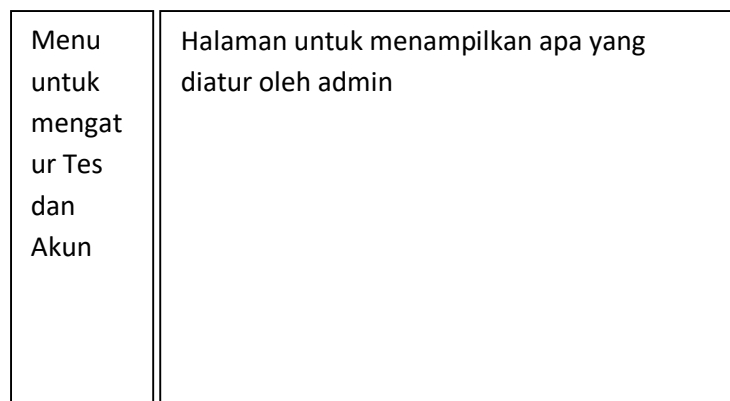 Menu
untuk
mengat
ur Tes
dan
Akun
Halaman untuk menampilkan apa yang
diatur oleh admin